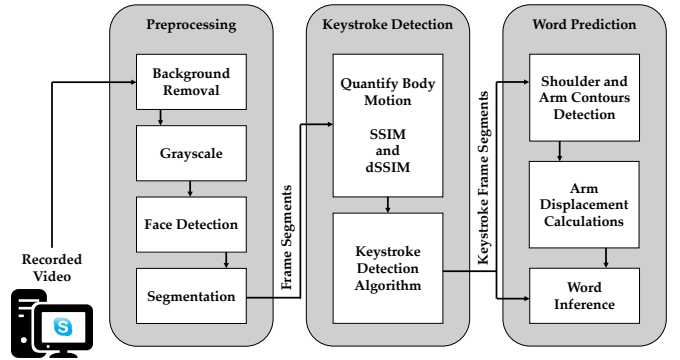 Preprocessing
Background
Removal
Grayscale
Face Detection
Segmentation
Recorded
Video
S
Frame Segments
Keystroke Detection
Quantify Body
Motion
SSIM
and
dSSIM
Keystroke
Detection
Algorithm
Keystroke Frame Segments
Word Prediction
Shoulder and
Arm Contours
Detection
Arm
Displacement
Calculations
Word
Inference